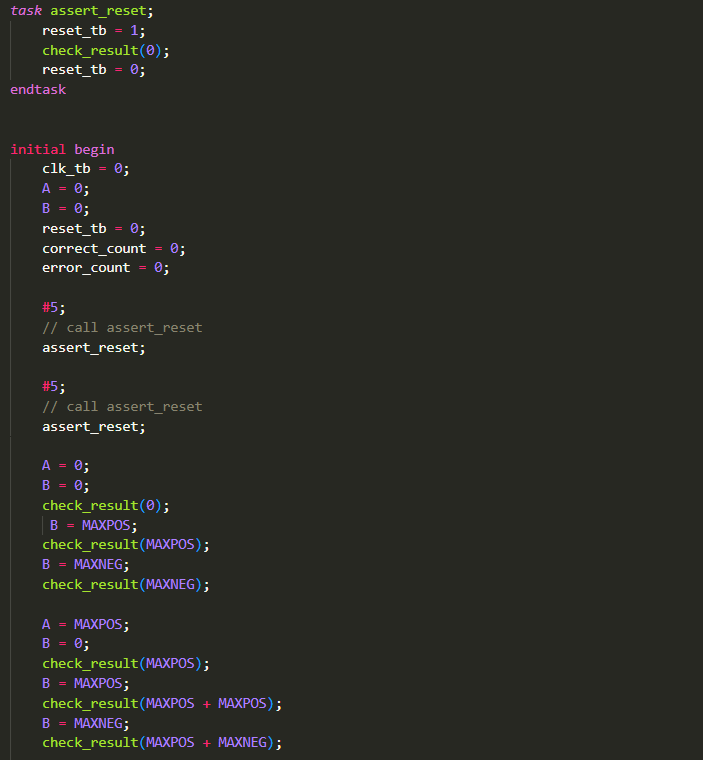 task assert_reset;
reset_tb = 1;
check_result(0);
reset_tb = 0;
endtask
initial begin
clk_tb = 0;
A = 0;
B = 0;
reset_tb = 0;
correct_count = 0;
error_count = 0;
#5;
// call assert_reset
assert_reset;
#5;
// call assert_reset
assert_reset;
A = 0;
B = 0;
check_result(0);
B = MAXPOS;
check_result(MAXPOS);
B = MAXNEG;
check_result(MAXNEG);
A = MAXPOS;
B = 0;
check_result(MAXPOS);
B = MAXPOS;
check_result(MAXPOS + MAXPOS);
B = MAXNEG;
check_result(MAXPOS + MAXNEG);